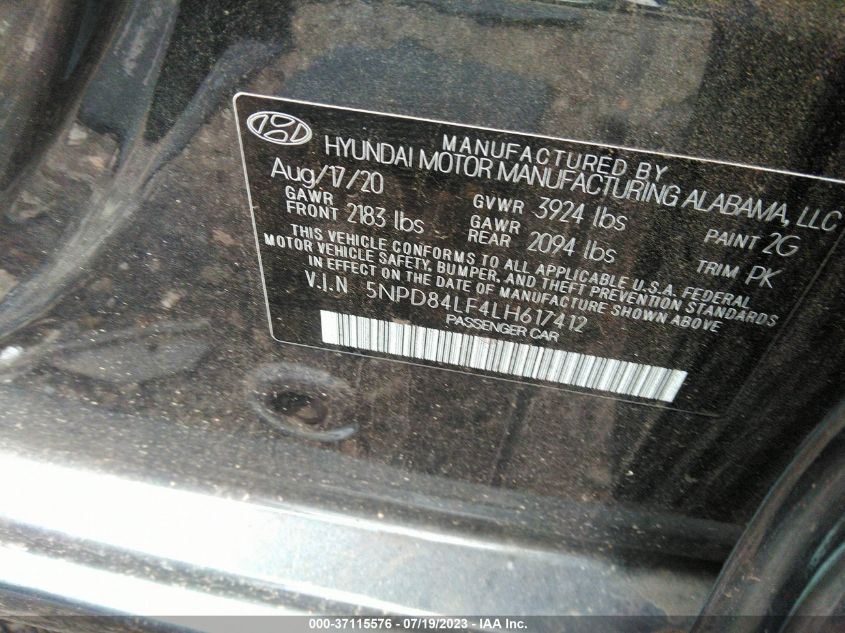 MANUFACTURED BY
HYUNDAI MOTOR MANUFACTURING ALABAMA, LLC
Aug/17/20
GAWR FRONT 2183 lbs
GVWR 3924 lbs
GAWR REAR 2094 lbs
PAINT 2G
TRIM PK
THIS VEHICLE CONFORMS TO ALL APPLICABLE U.S.A. FEDERAL
MOTOR VEHICLE SAFETY, BUMPER, AND THEFT PREVENTION STANDARDS
IN EFFECT ON THE DATE OF MANUFACTURE SHOWN ABOVE
V.I.N 5NPD84LF4LH617412
PASSENGER CAR
000-37115576 - 07/19/2023 - IAA Inc.